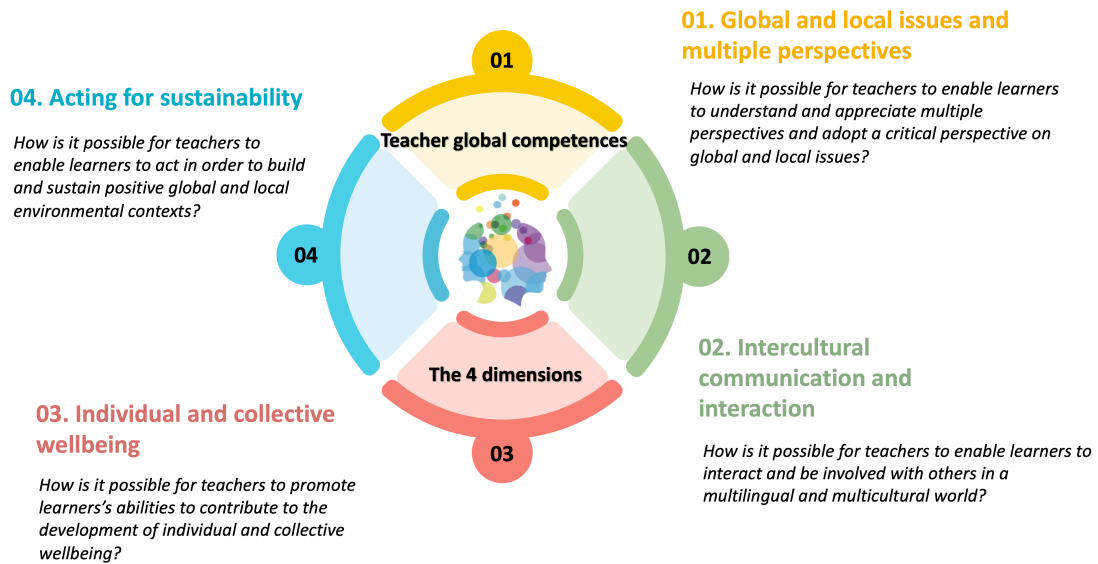 01. Global and local issues and
multiple perspectives
How is it possible for teachers to enable learners
to understand and appreciate multiple
perspectives and adopt a critical perspective on
global and local issues?
04. Acting for sustainability
How is it possible for teachers to
enable learners to act in order to build
and sustain positive global and local
environmental contexts?
01
Teacher global competences
04
02
The 4 dimensions
03
02. Intercultural
communication and
interaction
How is it possible for teachers to enable learners to
interact and be involved with others in a
multilingual and multicultural world?
03. Individual and collective
wellbeing
How is it possible for teachers to promote
learners's abilities to contribute to the
development of individual and collective
wellbeing?